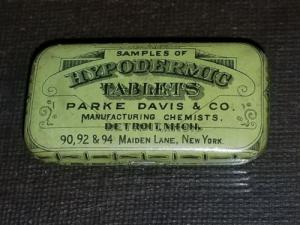 SAMPLES OF
HYPODERMIC
TABLETS
PARKE DAVIS & CO.
MANUFACTURING CHEMISTS.
DETROIT, MICH.
90, 92 & 94 MAIDEN LANE, NEW YORK.